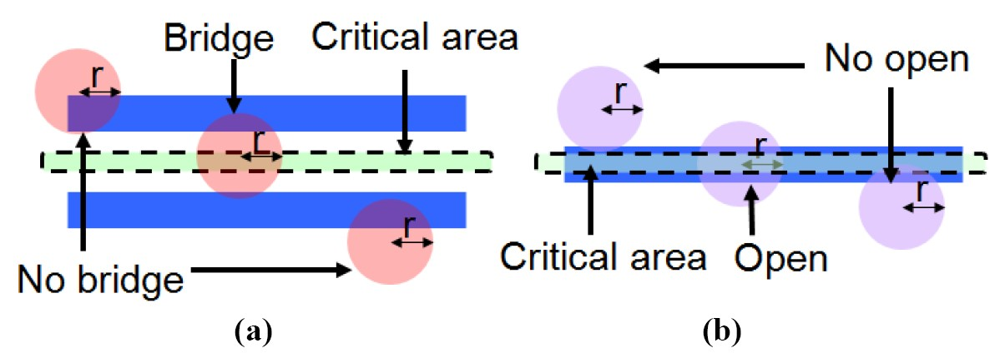 Bridge
Critical area
r
r
r
No bridge
(a)
No open
r
r
r
Critical area
Open
(b)